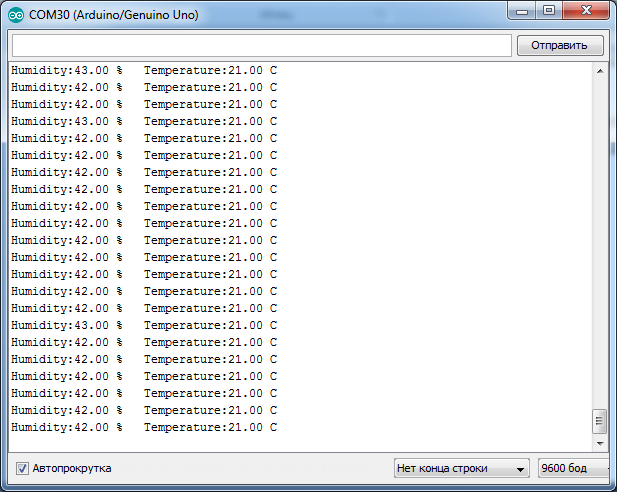 COM30 (Arduino/Genuino Uno)
Отправить
Humidity:43.00 %   Temperature:21.00 C
Humidity:42.00 %   Temperature:21.00 C
Humidity:42.00 %   Temperature:21.00 C
Humidity:43.00 %   Temperature:21.00 C
Humidity:42.00 %   Temperature:21.00 C
Humidity:42.00 %   Temperature:21.00 C
Humidity:42.00 %   Temperature:21.00 C
Humidity:42.00 %   Temperature:21.00 C
Humidity:42.00 %   Temperature:21.00 C
Humidity:42.00 %   Temperature:21.00 C
Humidity:42.00 %   Temperature:21.00 C
Humidity:42.00 %   Temperature:21.00 C
Humidity:42.00 %   Temperature:21.00 C
Humidity:42.00 %   Temperature:21.00 C
Humidity:42.00 %   Temperature:21.00 C
Humidity:43.00 %   Temperature:21.00 C
Humidity:42.00 %   Temperature:21.00 C
Humidity:42.00 %   Temperature:21.00 C
Humidity:42.00 %   Temperature:21.00 C
Humidity:42.00 %   Temperature:21.00 C
Humidity:42.00 %   Temperature:21.00 C
Humidity:42.00 %   Temperature:21.00 C
Автопрокрутка
Нет конца строки
9600 бод